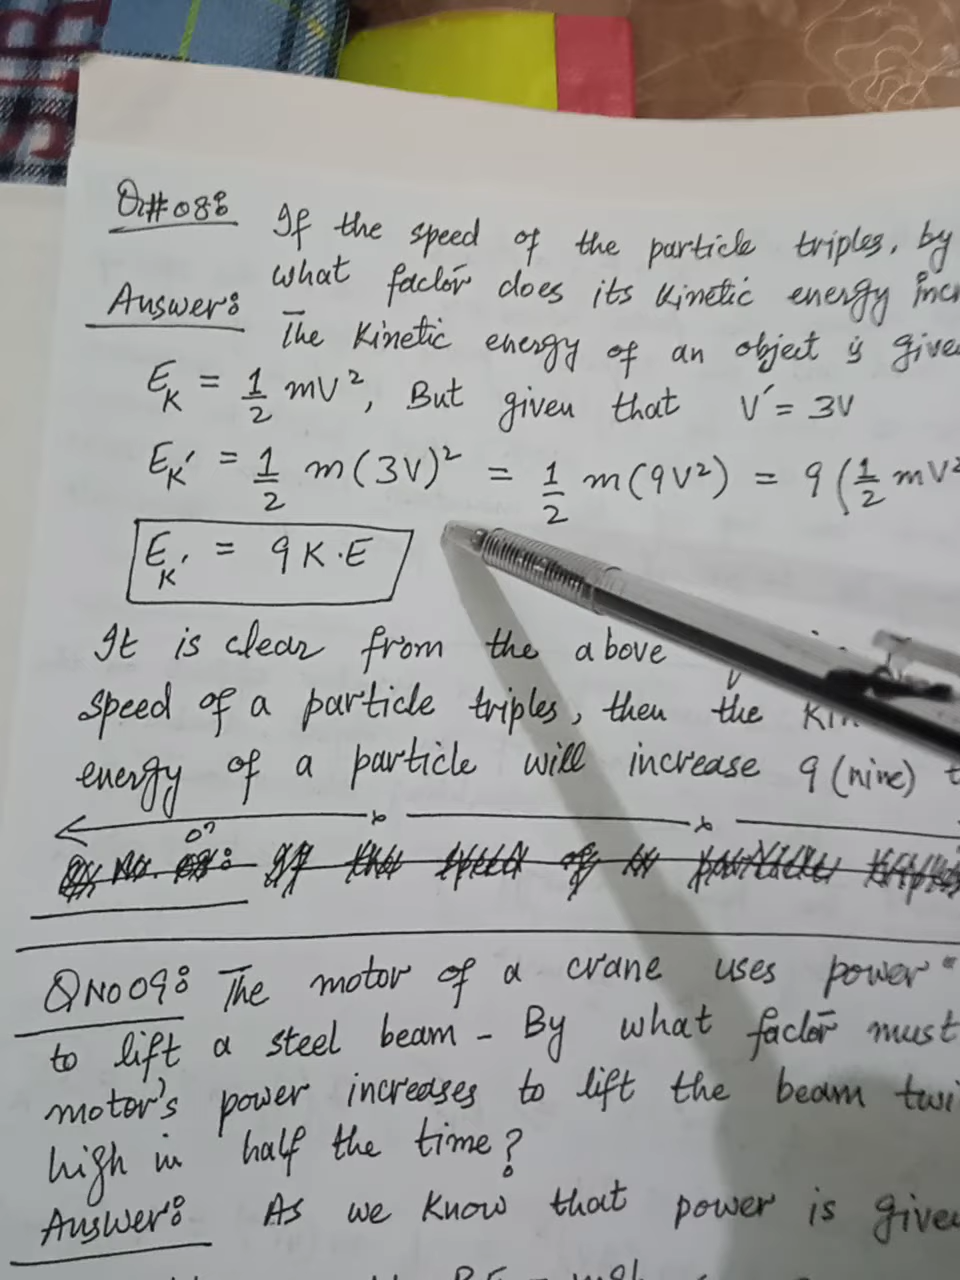 Q#08:
If the speed of the particle triples, by
what factor does its Kinetic energy
Answer:
The Kinetic energy of an object is
E_K = 1/2 mV², But given that V' = 3V
E_K' = 1/2 m(3V)² = 1/2 m(9V²) = 9(1/2 mV²
E_K' = 9 K.E
It is clear from the above
speed of a particle triples, then the
energy of a particle will increase 9 (nine)
Q No 09: The motor of a crane uses power
to lift a steel beam - By what factor must
motor's power increases to lift the beam
high in half the time?
Answer: As we know that power is